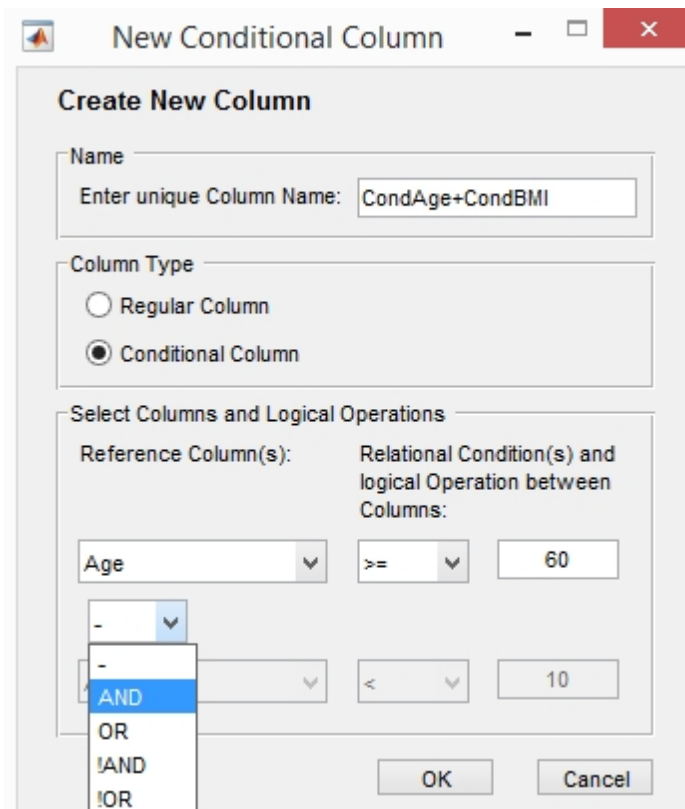 New Conditional Column
Create New Column
Name
Enter unique Column Name: CondAge+CondBMI
Column Type
Regular Column
Conditional Column
Select Columns and Logical Operations
Reference Column(s):
Relational Condition(s) and
logical Operation between
Columns:
Age >= 60
-
-
< 10
AND
OR
!AND
!OR
OK Cancel